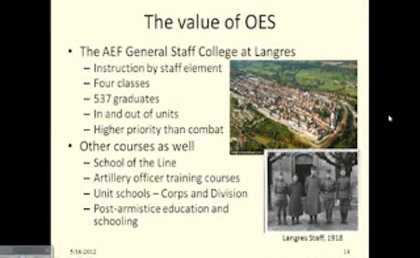 The value of OES
• The AEF General Staff College at Langres
– Instruction by staff element
– Four classes
– 537 graduates
– In and out of units
– Higher priority than combat
• Other courses as well
– School of the Line
– Artillery officer training courses
– Unit schools – Corps and Division
– Post-armistice education and
schooling
Langres Staff, 1918
5/16/2012
14